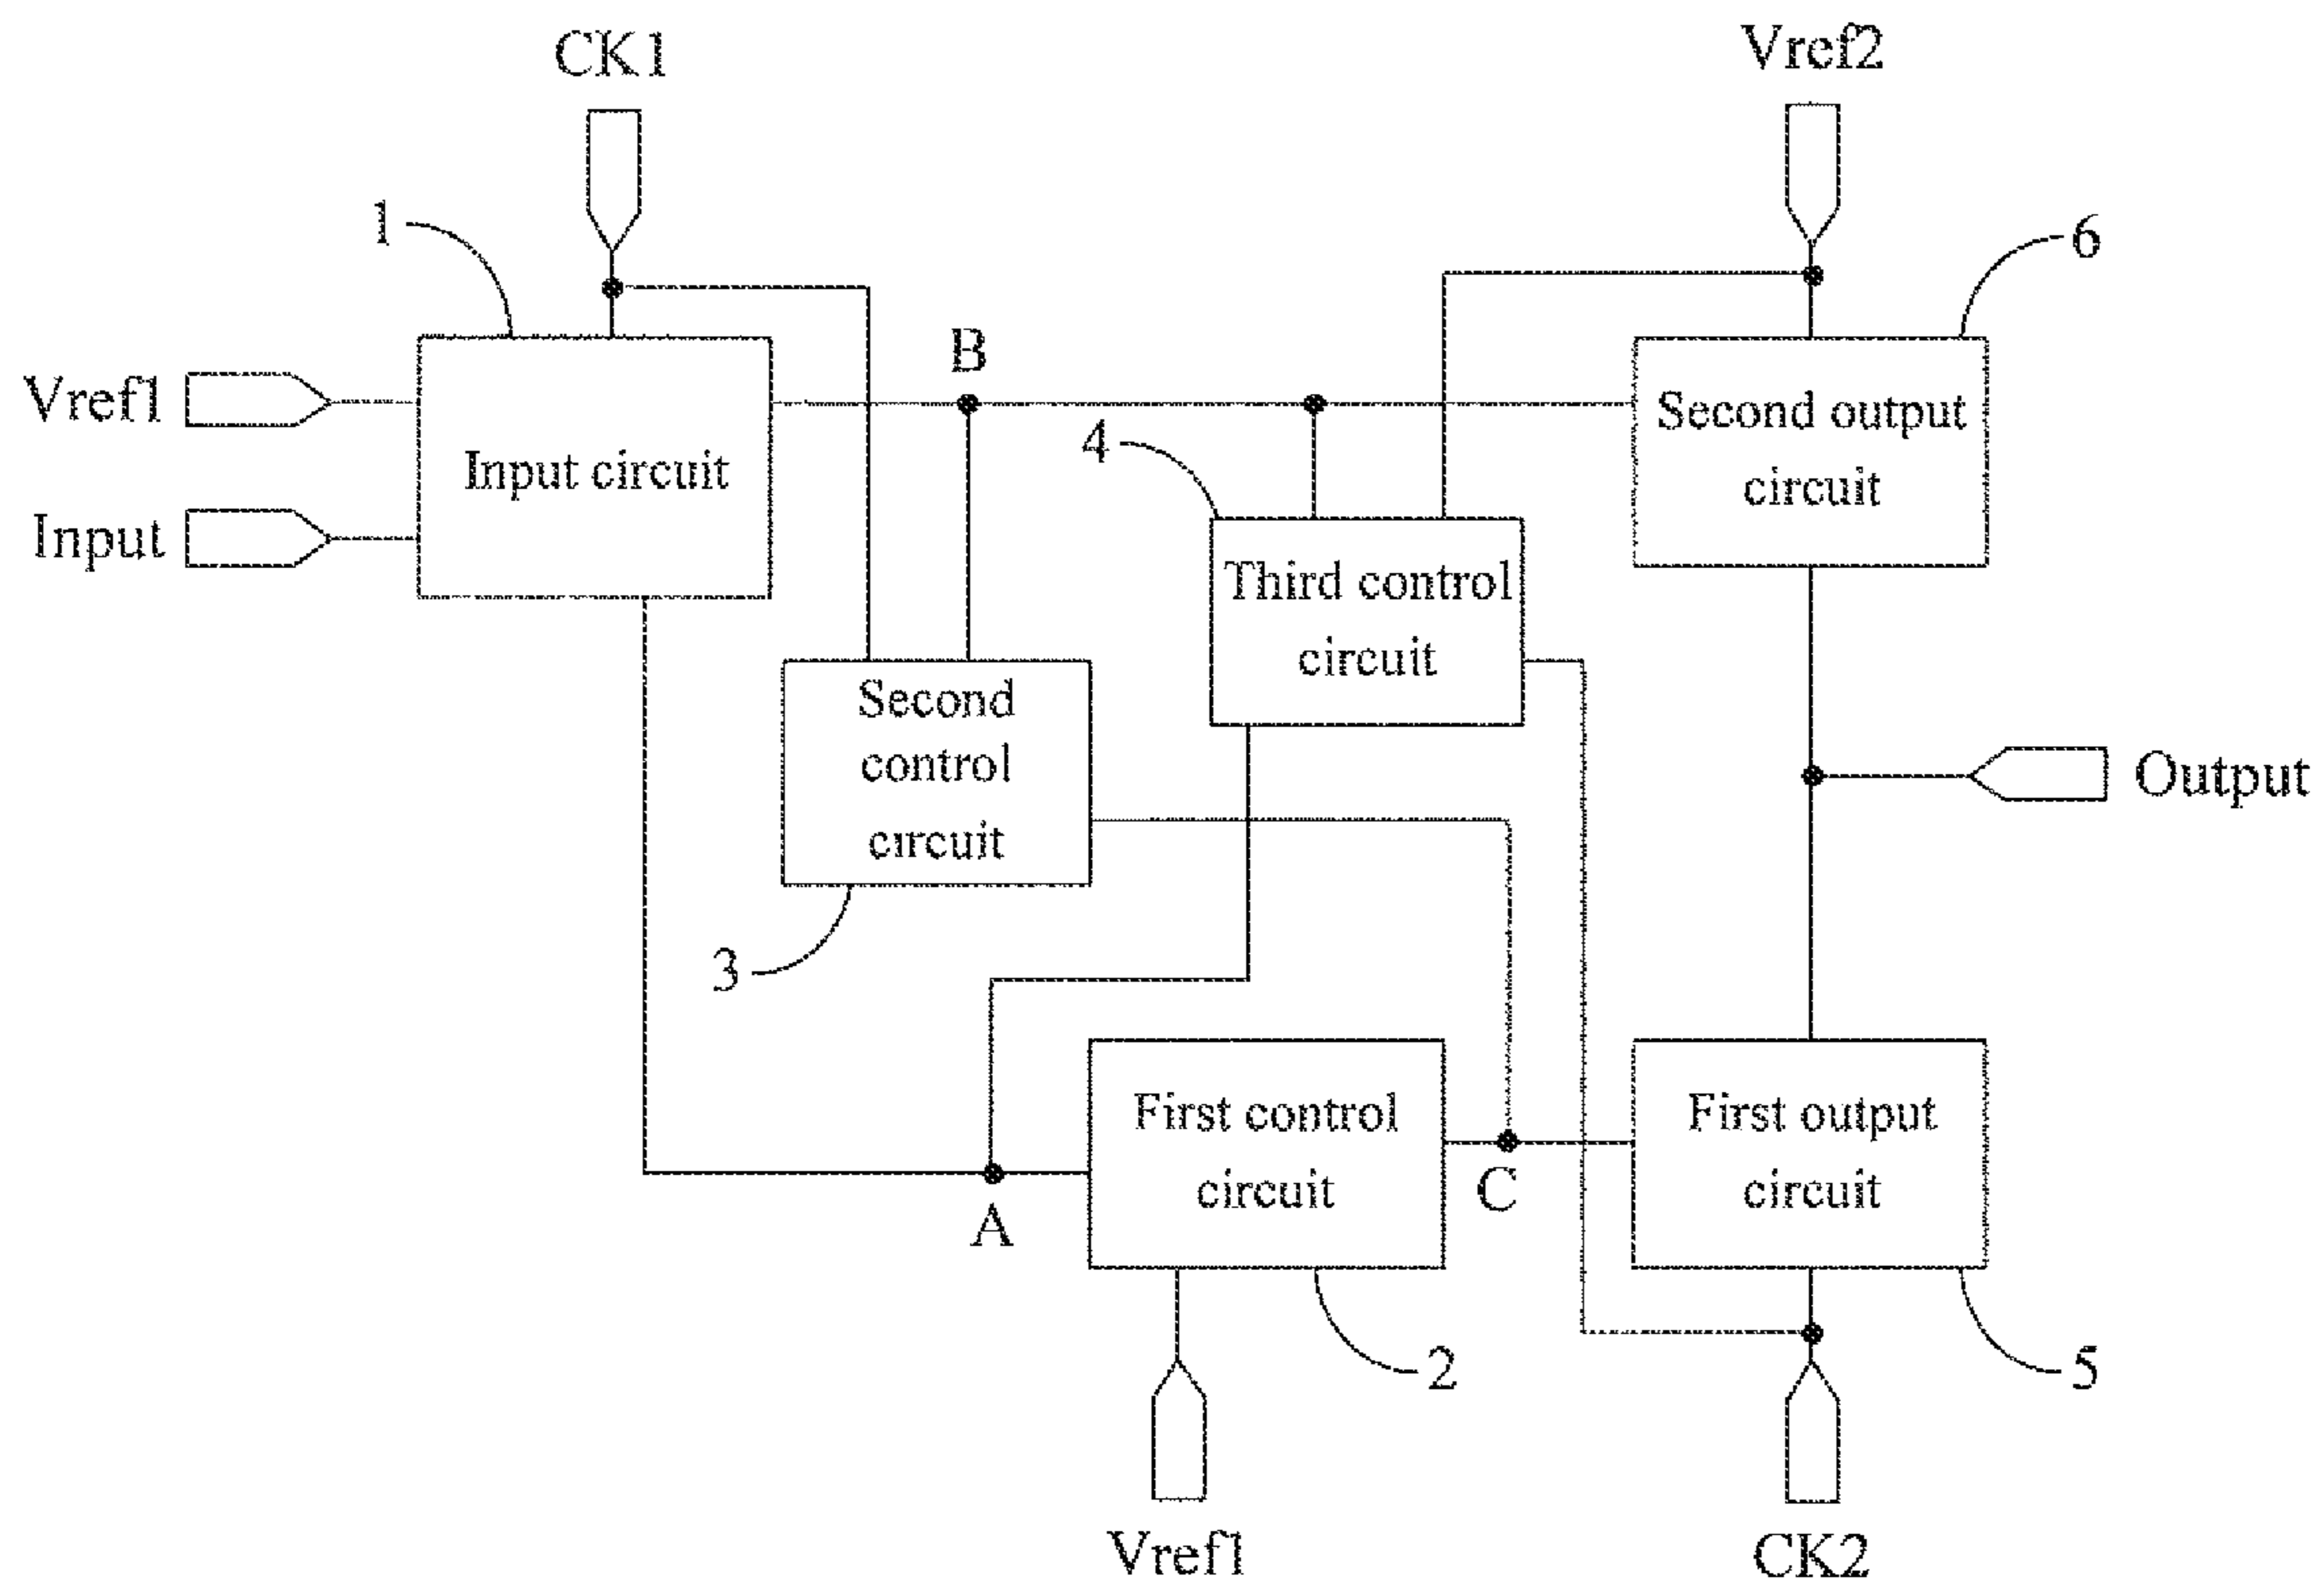 CK1
Vref2
1
6
B
Vref1
4
Second output
circuit
Input circuit
Input
Third control
circuit
Second
control
circuit
Output
3
First control
circuit
First output
circuit
C
A
2
5
Vref1
CK2